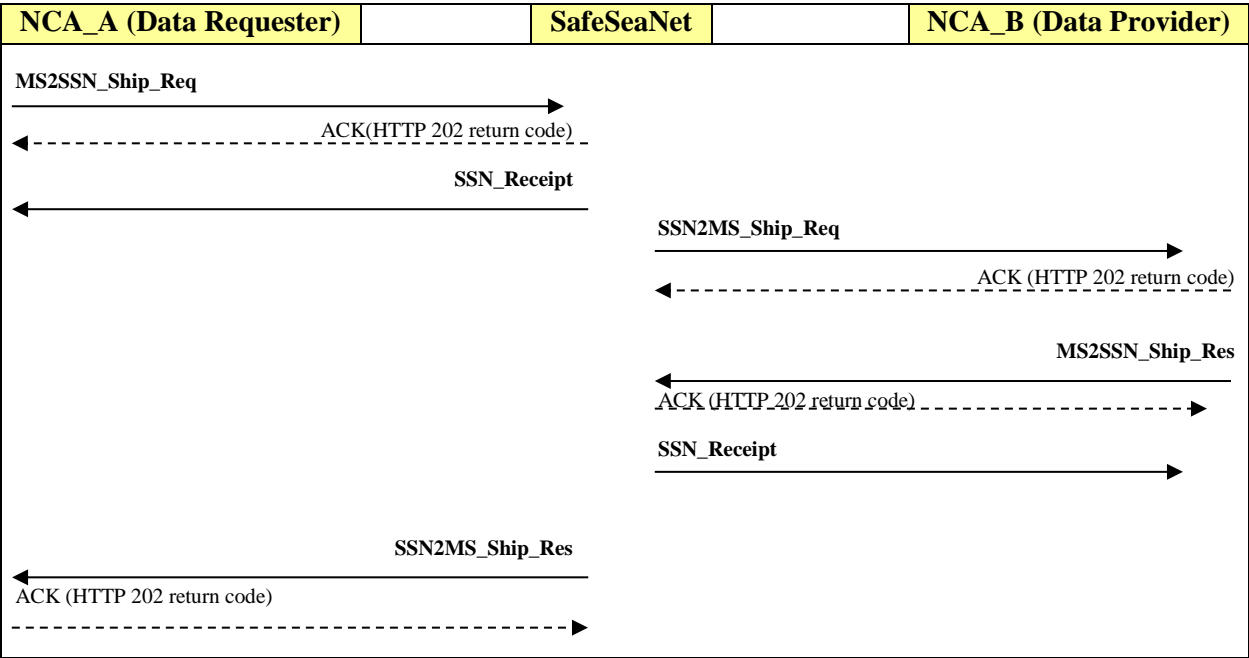 NCA_A (Data Requester) SafeSeaNet NCA_B (Data Provider)
MS2SSN_Ship_Req
ACK(HTTP 202 return code)
SSN_Receipt
SSN2MS_Ship_Req
ACK (HTTP 202 return code)
MS2SSN_Ship_Res
ACK (HTTP 202 return code)
SSN_Receipt
SSN2MS_Ship_Res
ACK (HTTP 202 return code)